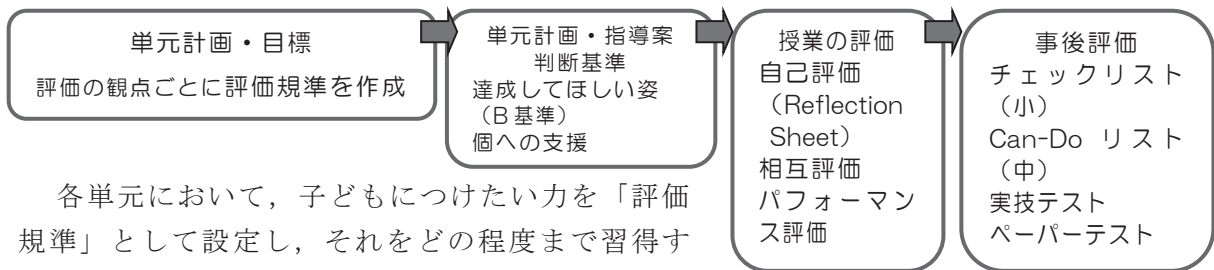 単元計画・目標
評価の観点ごとに評価規準を作成
単元計画・指導案
判断基準
達成してほしい姿
（B基準）
個への支援
授業の評価
自己評価
（Reflection
Sheet）
相互評価
パフォーマン
ス評価
事後評価
チェックリスト
（小）
Can-Do リスト
（中）
実技テスト
ペーパーテスト
各単元において，子どもにつけたい力を「評価
規準」として設定し，それをどの程度まで習得す